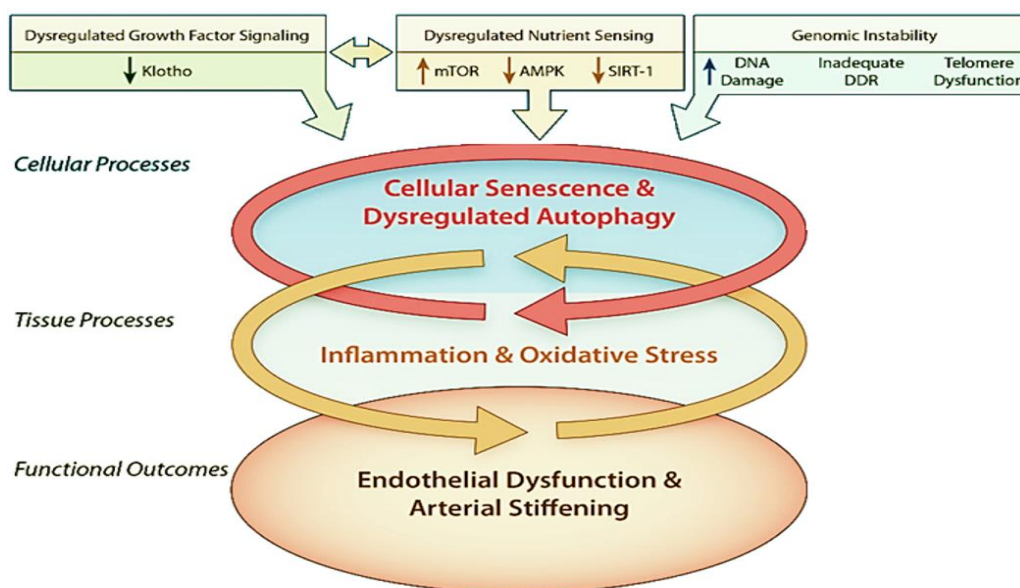 Dysregulated Growth Factor Signaling
Klotho
Dysregulated Nutrient Sensing
mTOR AMPK SIRT-1
Genomic Instability
DNA Damage
Inadequate DDR
Telomere Dysfunction
Cellular Processes
Cellular Senescence &
Dysregulated Autophagy
Tissue Processes
Inflammation & Oxidative Stress
Functional Outcomes
Endothelial Dysfunction &
Arterial Stiffening